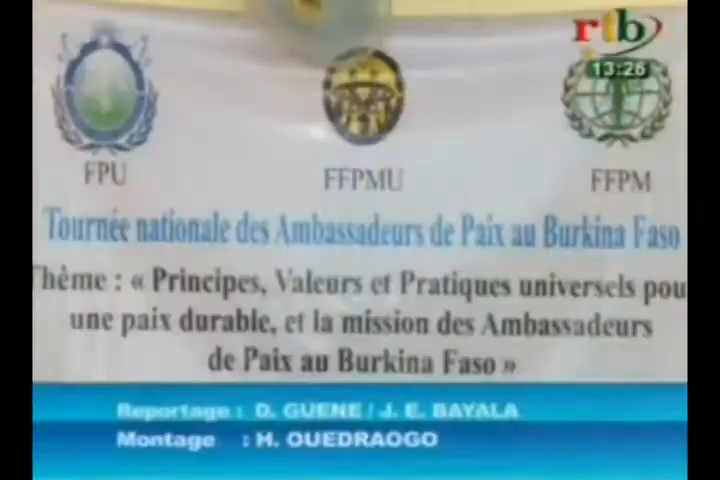 rtb
13:26
FPU
FFPMU
FFPM
Tournée nationale des Ambassadeurs de Paix au Burkina Faso
Thème : « Principes, Valeurs et Pratiques universels pou
une paix durable, et la mission des Ambassadeurs
de Paix au Burkina Faso »
Reportage : D. GUENE / J. E. BAYALA
Montage : H. OUEDRAOGO